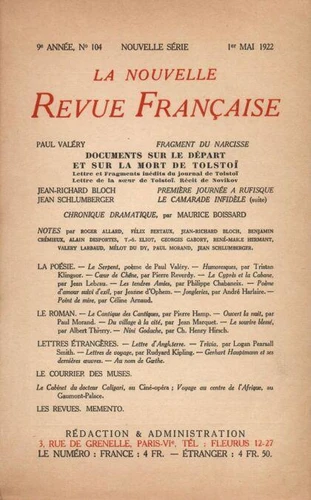 9e ANNÉE, No 104 NOUVELLE SÉRIE 1er MAI 1922
LA NOUVELLE
REVUE FRANÇAISE
PAUL VALÉRY FRAGMENT DU NARCISSE
DOCUMENTS SUR LE DÉPART
ET SUR LA MORT DE TOLSTOÏ
Lettre et Fragments inédits du journal de Tolstoï
Lettre de la sœur de Tolstoï. Récit de Novikov
JEAN-RICHARD BLOCH PREMIÈRE JOURNÉE A RUFISQUE
JEAN SCHLUMBERGER LE CAMARADE INFIDÈLE (suite)
CHRONIQUE DRAMATIQUE, par MAURICE BOISSARD
NOTES par ROGER ALLARD, FÉLIX BERTAUX, JEAN-RICHARD BLOCH, BENJAMIN
CRÉMIEUX, ALAIN DESPORTES, T.-S. ELIOT, GEORGES GABORY, RENÉ-MARIE HERMANT,
VALERY LARBAUD, MÉLOT DU DY, PAUL MORAND, JEAN SCHLUMBERGER.
LA POÉSIE. — Le Serpent, poème de Paul Valéry. — Humoresques, par Tristan
Klingsor. — Cœur de Chêne, par Pierre Reverdy. — Le Cyprès et la Cabane,
par Jean Lebrau. — Les tendres Amies, par Philippe Chabaneix. — Poème
d'amour suivi d'exil, par Josène d'Ophem. — Jongleries, par André Harlaire. —
Point de mire, par Céline Arnauld.
LE ROMAN. — Le Cantique des Cantiques, par Pierre Hamp. — Ouvert la nuit, par
Paul Morand. — Du village à la cité, par Jean Marquet. — Le sourire blessé,
par Albert Thierry. — Niné Godache, par Ch. Henry Hirsch.
LETTRES ÉTRANGÈRES. — Lettre d'Angleterre. — Trivia, par Logan Pearsall
Smith. — Lettres de voyage, par Rudyard Kipling. — Gerhart Hauptmann et ses
dernières œuvres. — Au nom de Gœthe.
LE COURRIER DES MUSES.
Le Cabinet du docteur Caligari, au Ciné-opéra ; Voyage au centre de l'Afrique, au
Gaumont-Palace.
LES REVUES. MEMENTO.
RÉDACTION & ADMINISTRATION
3, RUE DE GRENELLE, PARIS-VIe. TÉL : FLEURUS 12-27
LE NUMÉRO : FRANCE : 4 FR. — ÉTRANGER : 4 FR. 50.